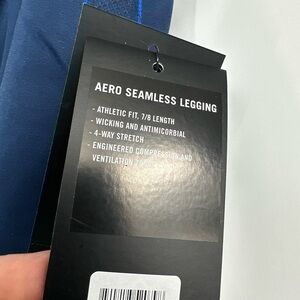 AERO SEAMLESS LEGGING
- ATHLETIC FIT, 7/8 LENGTH
- WICKING AND ANTIMICORBIAL
- 4-WAY STRETCH
- ENGINEERED COMPRESSION AND
VENTILATION